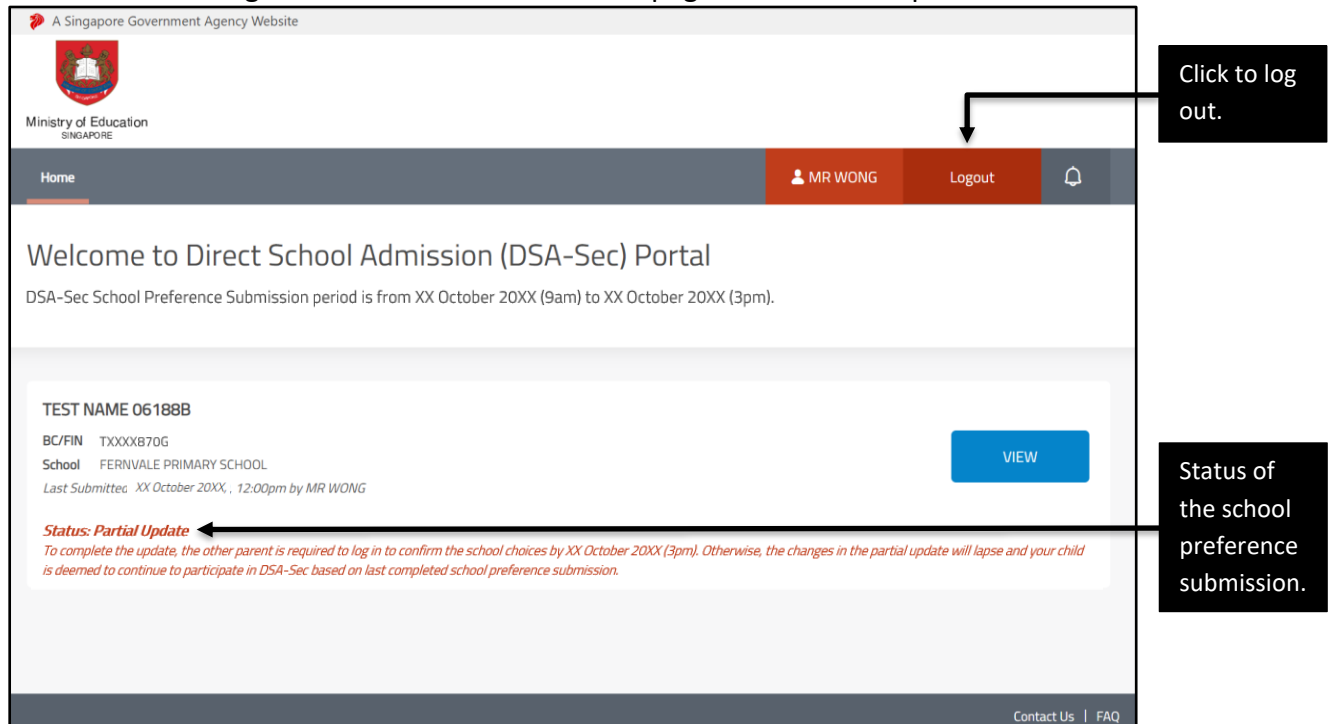 A Singapore Government Agency Website
Ministry of Education
SINGAPORE
Click to log
out.
Home
MR WONG
Logout
Welcome to Direct School Admission (DSA-Sec) Portal
DSA-Sec School Preference Submission period is from XX October 20XX (9am) to XX October 20XX (3pm).
TEST NAME 06188B
BC/FIN TXXXX870G
School FERNVALE PRIMARY SCHOOL
Last Submitted XX October 20XX, , 12:00pm by MR WONG
VIEW
Status: Partial Update
To complete the update, the other parent is required to log in to confirm the school choices by XX October 20XX (3pm). Otherwise, the changes in the partial update will lapse and your child
is deemed to continue to participate in DSA-Sec based on last completed school preference submission.
Status of
the school
preference
submission.
Contact Us | FAQ